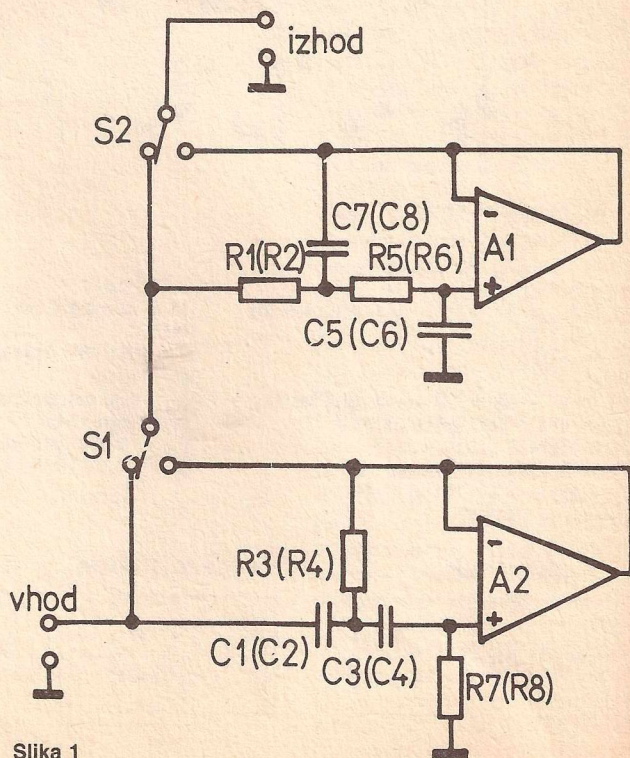 izhod
S2
C7(C8)
R1(R2)
R5(R6)
-
A1
+
C5(C6)
S1
R3(R4)
-
A2
+
vhod
C1(C2)
C3(C4)
R7(R8)
Slika 1